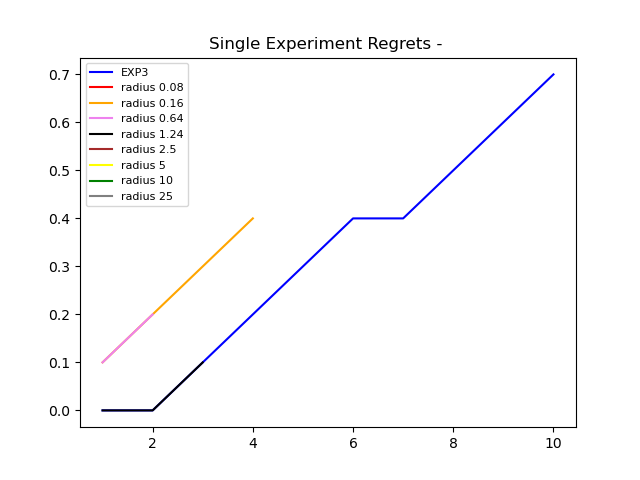 Single Experiment Regrets -
EXP3
radius 0.08
radius 0.16
radius 0.64
radius 1.24
radius 2.5
radius 5
radius 10
radius 25
0.7
0.6
0.5
0.4
0.3
0.2
0.1
0.0
2 4 6 8 10